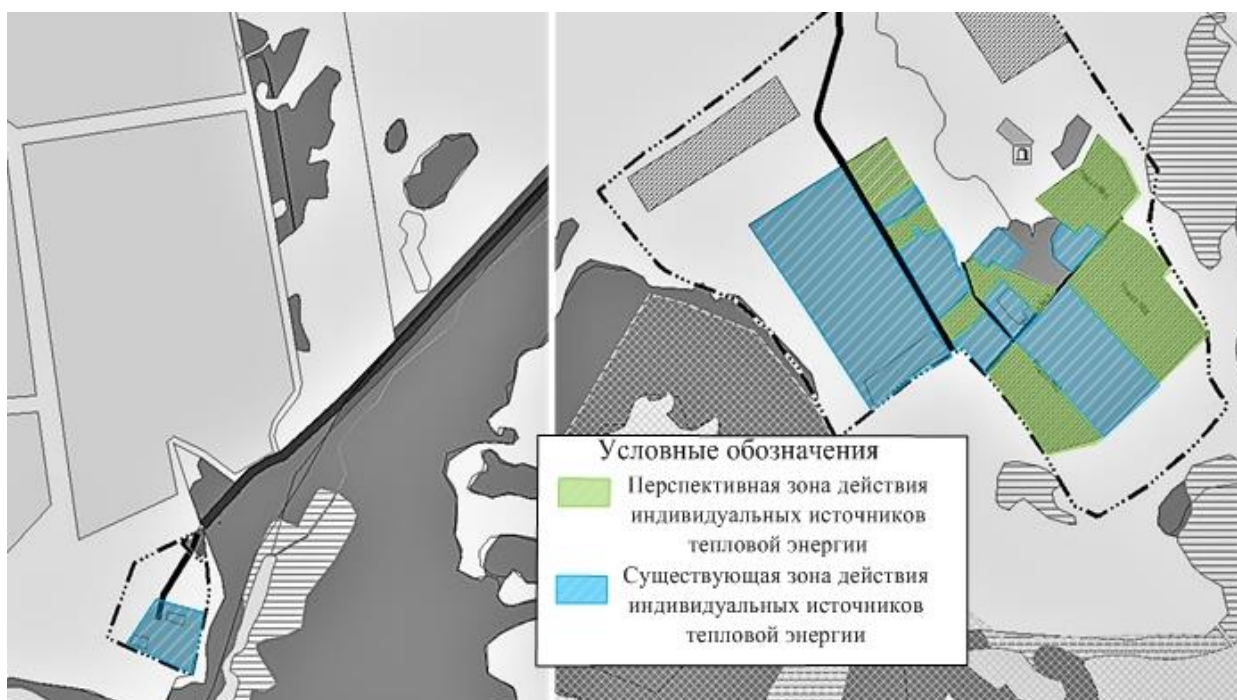 Условные обозначения
Перспективная зона действия
индивидуальных источников
тепловой энергии
Существующая зона действия
индивидуальных источников
тепловой энергии